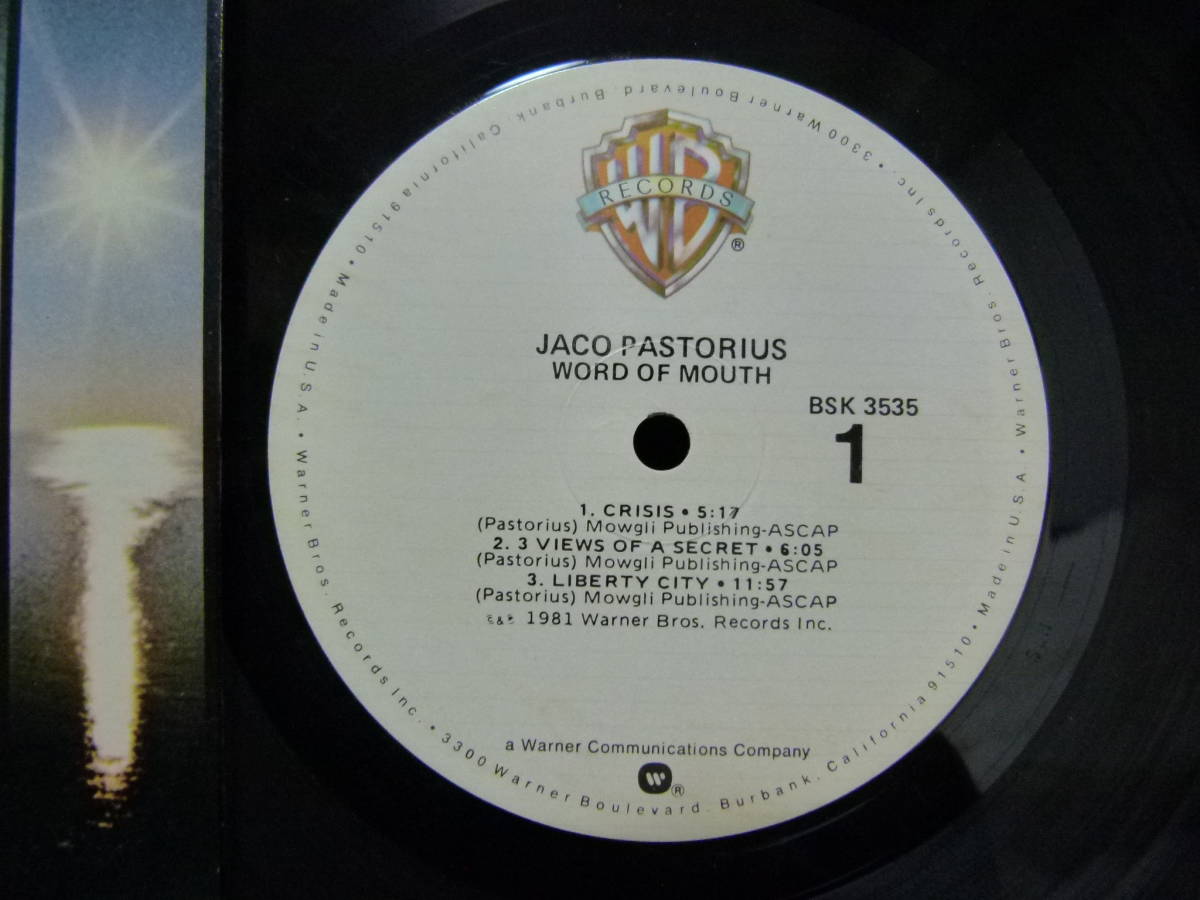 WB
RECORDS
®
JACO PASTORIUS
WORD OF MOUTH
BSK 3535
1
1. CRISIS • 5:17
(Pastorius) Mowgli Publishing-ASCAP
2. 3 VIEWS OF A SECRET • 6:05
(Pastorius) Mowgli Publishing-ASCAP
3. LIBERTY CITY • 11:57
(Pastorius) Mowgli Publishing-ASCAP
1981 Warner Bros. Records Inc.
a Warner Communications Company
®
Warner Bros. Records Inc. • 3300 Warner Boulevard. Burbank, California 91510 • Made in U.S.A. •
Warner Bros. Records Inc. • 3300 Warner Boulevard. Burbank, California 91510 • Made in U.S.A. •